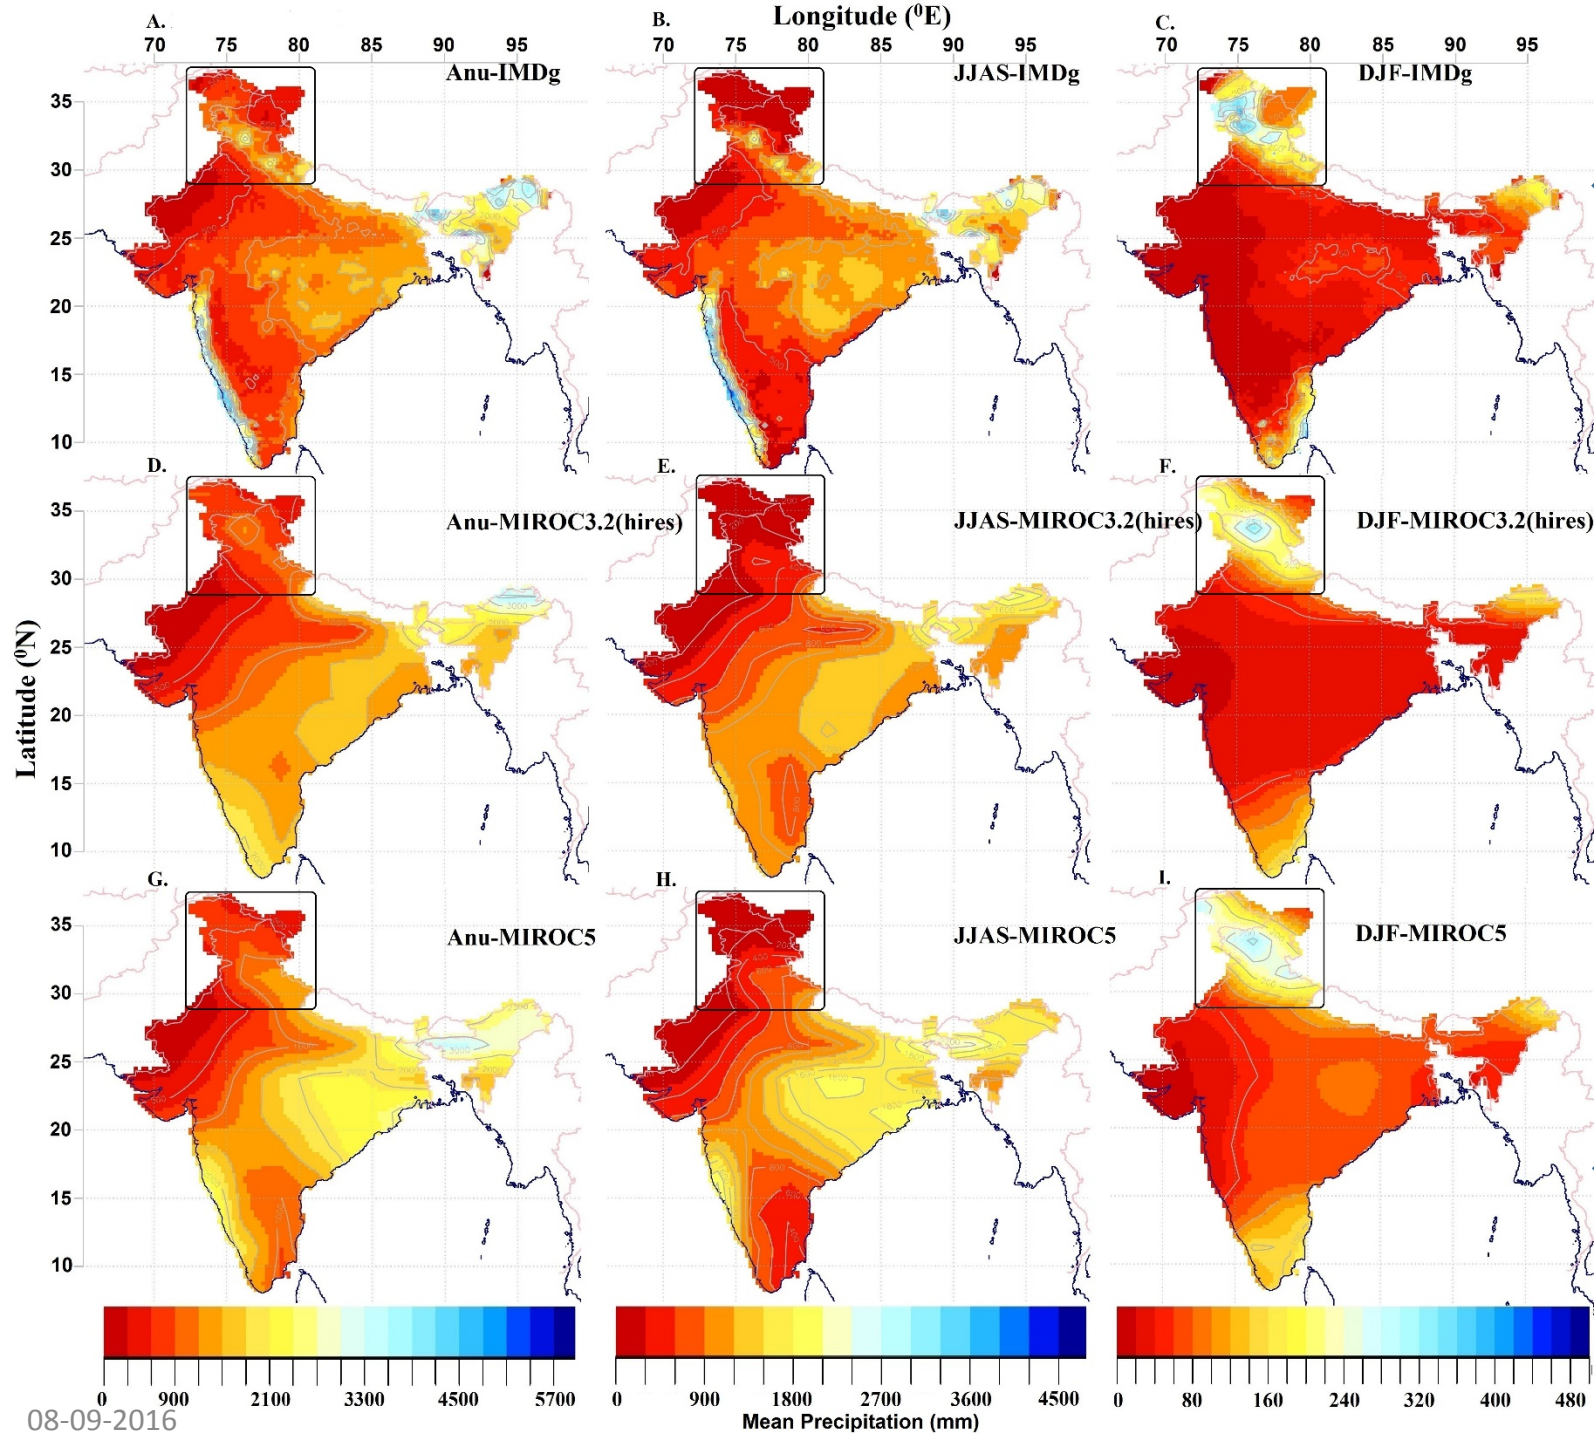 Longitude (⁰E)
A.
B.
C.
70 75 80 85 90 95
70 75 80 85 90 95
70 75 80 85 90 95
Anu-IMDg
JJAS-IMDg
DJF-IMDg
35
30
25
20
15
10
D.
E.
F.
Anu-MIROC3.2(hires)
JJAS-MIROC3.2(hires)
DJF-MIROC3.2(hires)
35
30
25
20
15
10
Latitude (⁰N)
G.
H.
I.
Anu-MIROC5
JJAS-MIROC5
DJF-MIROC5
35
30
25
20
15
10
0 900 2100 3300 4500 5700
0 900 1800 2700 3600 4500
0 80 160 240 320 400 480
Mean Precipitation (mm)
08-09-2016